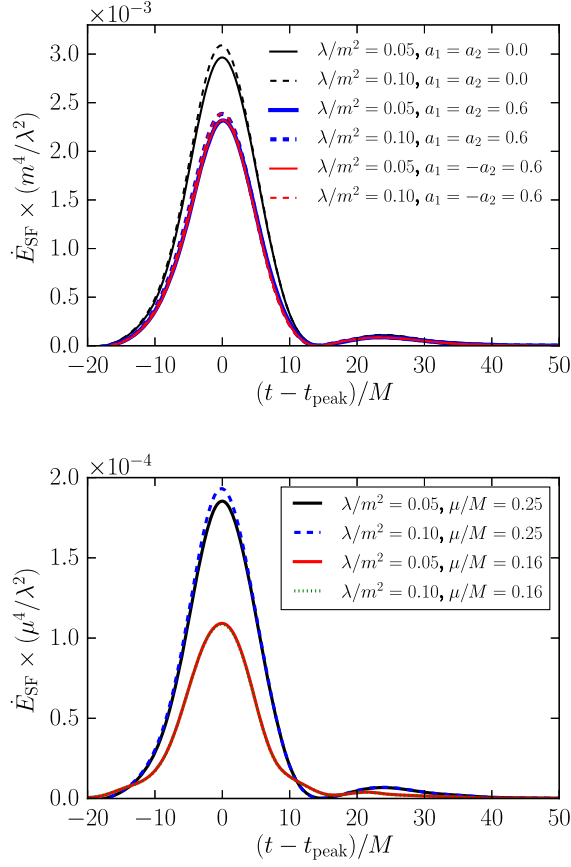 ×10⁻³
3.0
2.5
2.0
1.5
1.0
0.5
0.0
Ė_SF × (m⁴/λ²)
λ/m² = 0.05, a₁ = a₂ = 0.0
λ/m² = 0.10, a₁ = a₂ = 0.0
λ/m² = 0.05, a₁ = a₂ = 0.6
λ/m² = 0.10, a₁ = a₂ = 0.6
λ/m² = 0.05, a₁ = −a₂ = 0.6
λ/m² = 0.10, a₁ = −a₂ = 0.6
−20 −10 0 10 20 30 40 50
(t − t_peak)/M
×10⁻⁴
2.0
1.5
1.0
0.5
0.0
Ė_SF × (μ⁴/λ²)
λ/m² = 0.05, μ/M = 0.25
λ/m² = 0.10, μ/M = 0.25
λ/m² = 0.05, μ/M = 0.16
λ/m² = 0.10, μ/M = 0.16
−20 −10 0 10 20 30 40 50
(t − t_peak)/M